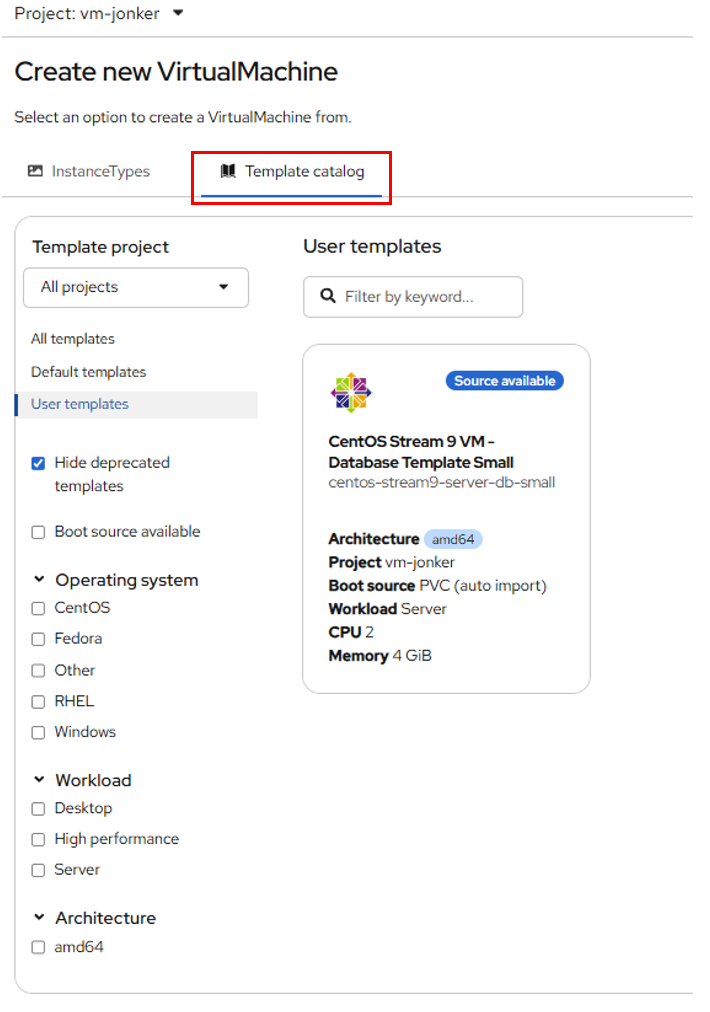 Project: vm-jonker
Create new VirtualMachine
Select an option to create a VirtualMachine from.
InstanceTypes
Template catalog
Template project
All projects
All templates
Default templates
User templates
Hide deprecated
templates
Boot source available
Operating system
CentOS
Fedora
Other
RHEL
Windows
Workload
Desktop
High performance
Server
Architecture
amd64
User templates
Filter by keyword...
Source available
CentOS Stream 9 VM -
Database Template Small
centos-stream9-server-db-small
Architecture amd64
Project vm-jonker
Boot source PVC (auto import)
Workload Server
CPU 2
Memory 4 GiB